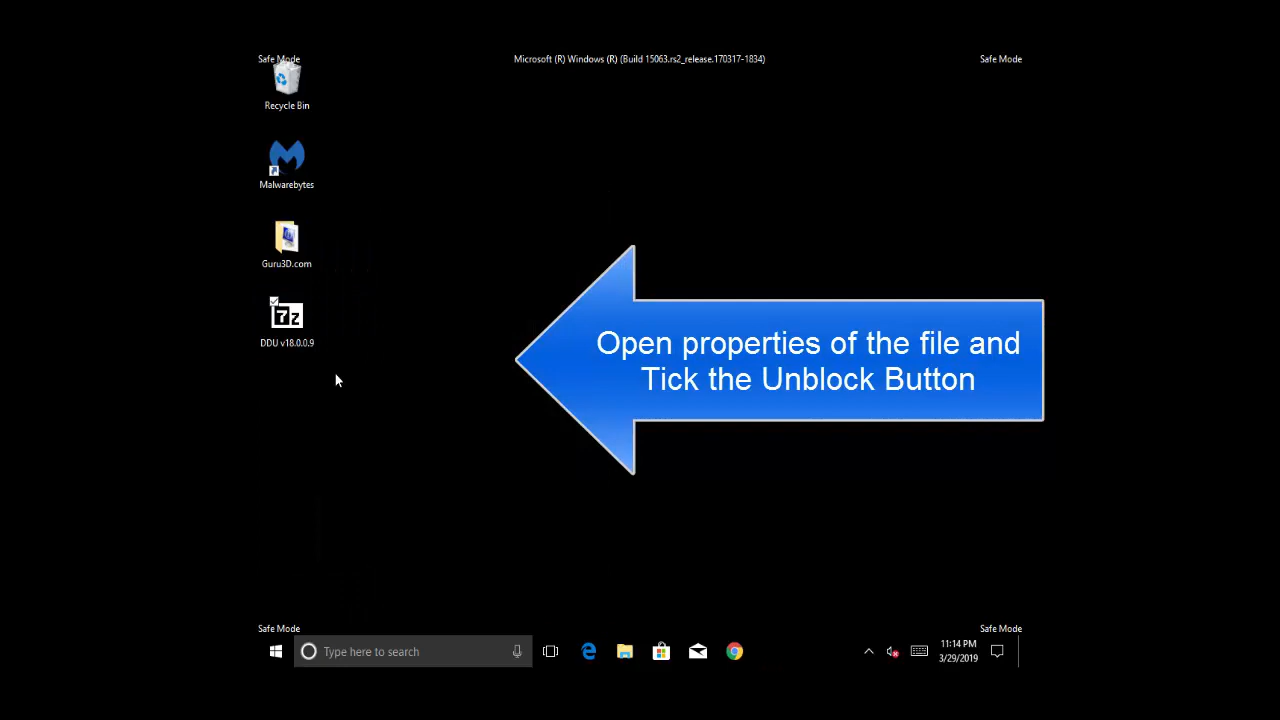 Safe Mode
Microsoft (R) Windows (R) (Build 15063.rs2_release.170317-1834)
Safe Mode
Recycle Bin
Malwarebytes
Guru3D.com
7z
DDU v18.0.0.9
Open properties of the file and
Tick the Unblock Button
Safe Mode
Safe Mode
Type here to search
11:14 PM
3/29/2019